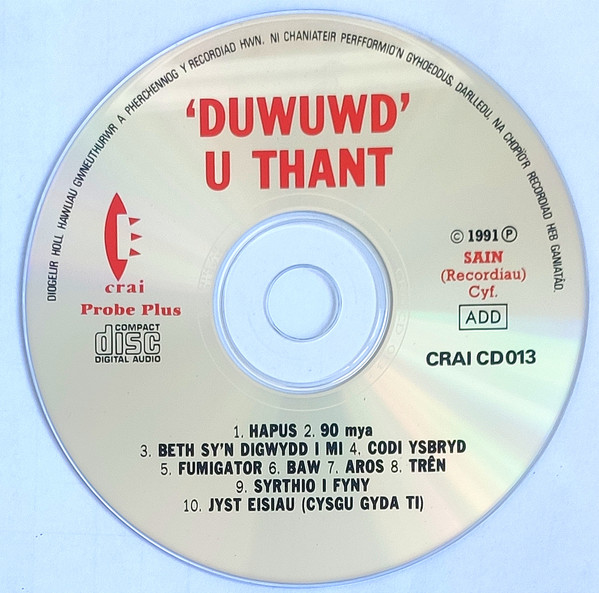 DIOGELIR HOLL HAWLIAU GWNEUTHURWR A PHERCHENNOG Y RECORDIAD HWN. NI CHANIATEIR PERFFORMIO'N GYHOEDDUS, DARLLEDU, NA CHOPÏO'R RECORDIAD HEB GANIATÂD.
'DUWUWD'
U THANT
crai
Probe Plus
COMPACT
disc
DIGITAL AUDIO
© 1991 ℗
SAIN
(Recordiau)
Cyf.
ADD
CRAI CD013
1. HAPUS 2. 90 mya
3. BETH SY'N DIGWYDD I MI 4. CODI YSBRYD
5. FUMIGATOR 6. BAW 7. AROS 8. TRÊN
9. SYRTHIO I FYNY
10. JYST EISIAU (CYSGU GYDA TI)